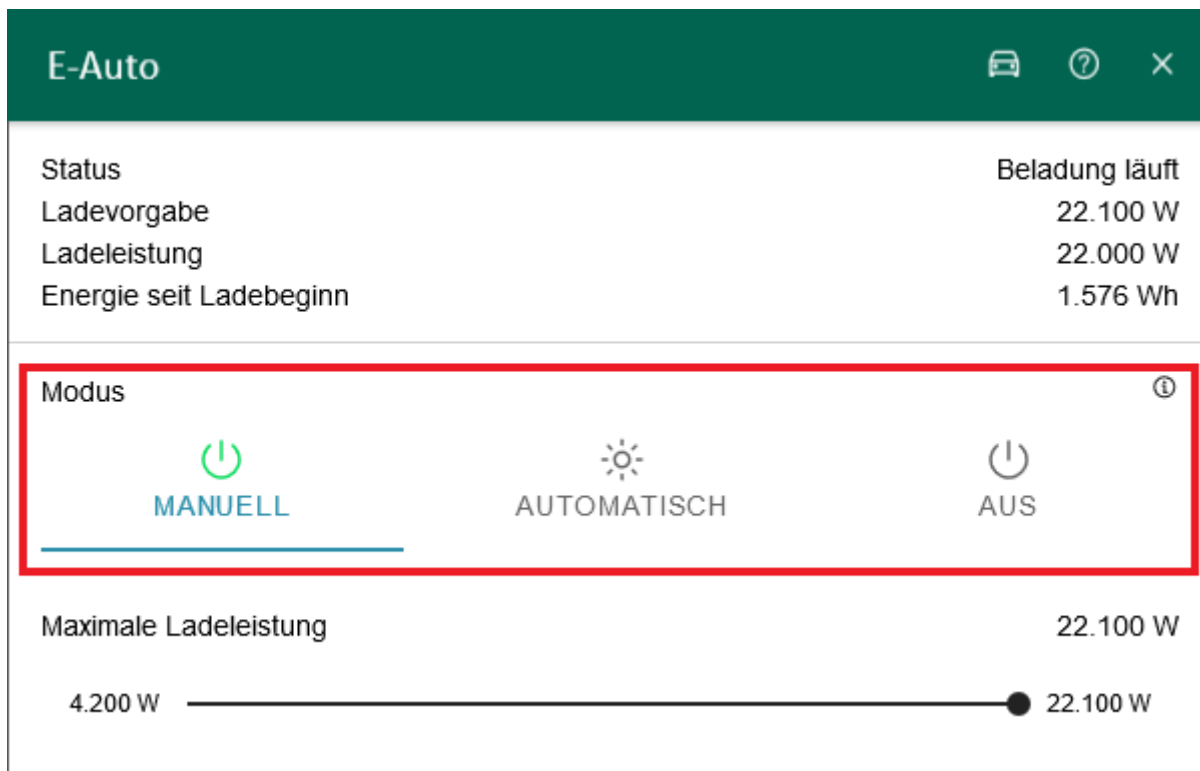 E-Auto
Status Beladung läuft
Ladevorgabe 22.100 W
Ladeleistung 22.000 W
Energie seit Ladebeginn 1.576 Wh
Modus
MANUELL AUTOMATISCH AUS
Maximale Ladeleistung 22.100 W
4.200 W 22.100 W